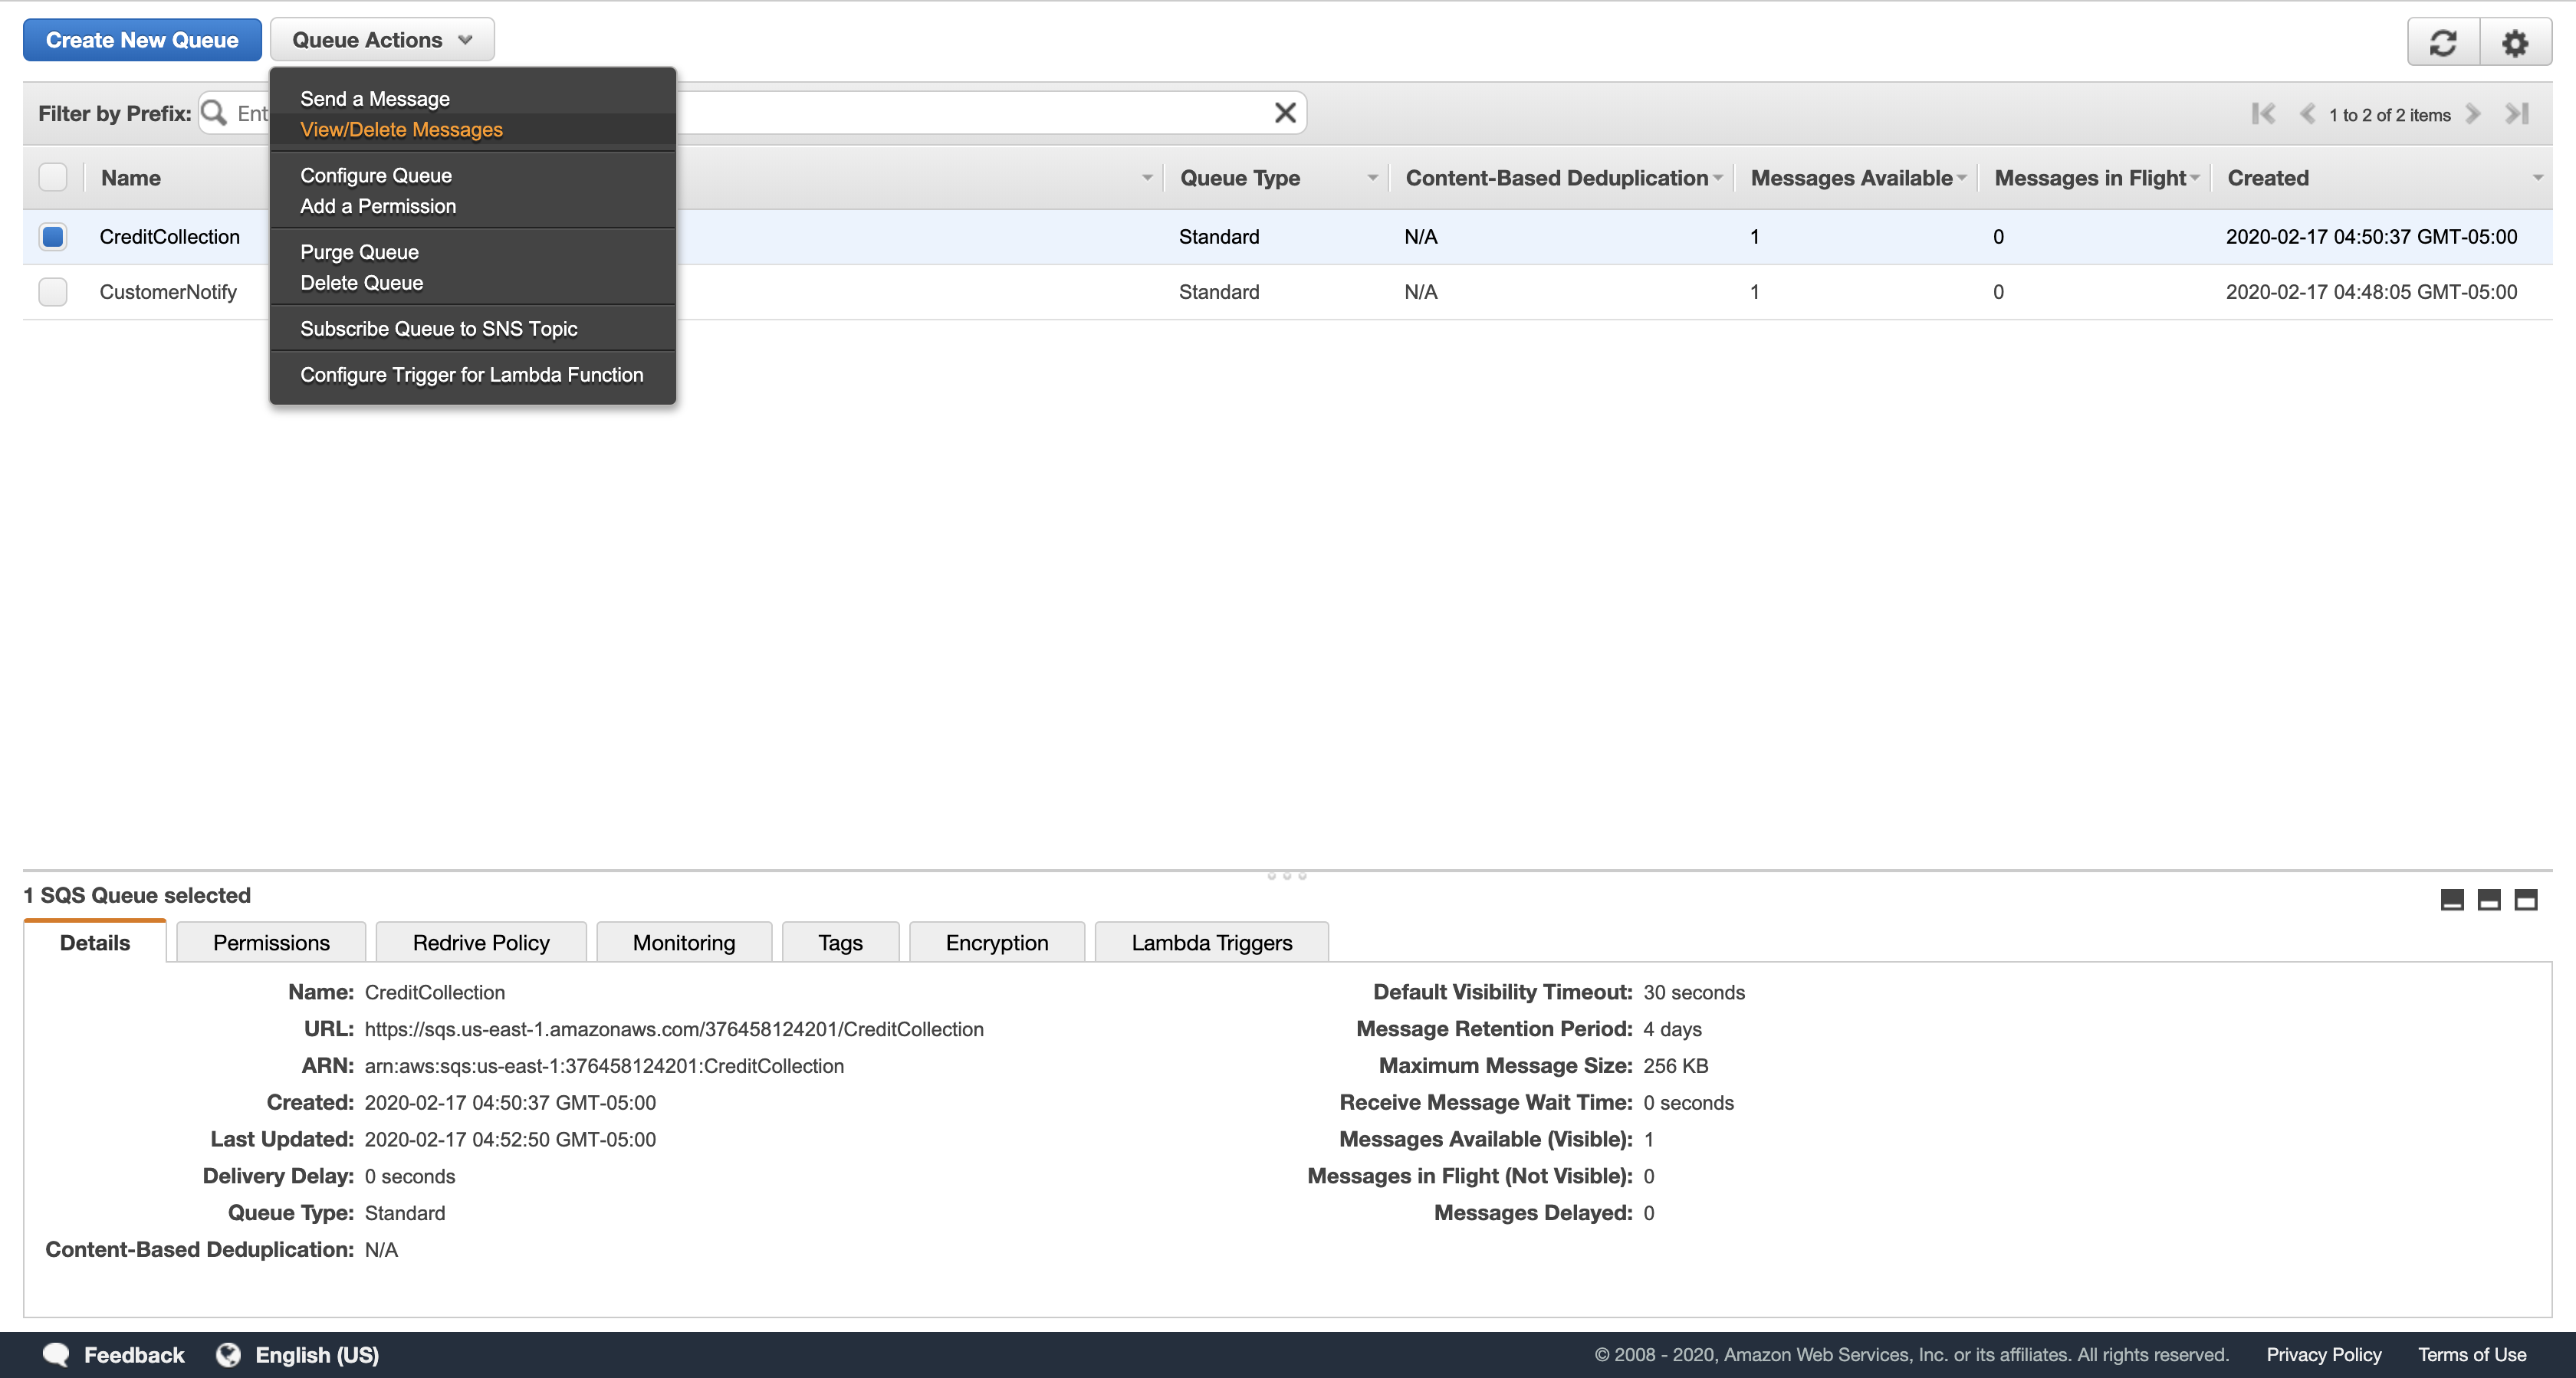 Create New Queue Queue Actions
Send a Message
View/Delete Messages
Configure Queue
Add a Permission
Purge Queue
Delete Queue
Subscribe Queue to SNS Topic
Configure Trigger for Lambda Function
Filter by Prefix: Ent
1 to 2 of 2 items
Name Queue Type Content-Based Deduplication Messages Available Messages in Flight Created
CreditCollection Standard N/A 1 0 2020-02-17 04:50:37 GMT-05:00
CustomerNotify Standard N/A 1 0 2020-02-17 04:48:05 GMT-05:00
1 SQS Queue selected
Details Permissions Redrive Policy Monitoring Tags Encryption Lambda Triggers
Name: CreditCollection
URL: https://sqs.us-east-1.amazonaws.com/376458124201/CreditCollection
ARN: arn:aws:sqs:us-east-1:376458124201:CreditCollection
Created: 2020-02-17 04:50:37 GMT-05:00
Last Updated: 2020-02-17 04:52:50 GMT-05:00
Delivery Delay: 0 seconds
Queue Type: Standard
Content-Based Deduplication: N/A
Default Visibility Timeout: 30 seconds
Message Retention Period: 4 days
Maximum Message Size: 256 KB
Receive Message Wait Time: 0 seconds
Messages Available (Visible): 1
Messages in Flight (Not Visible): 0
Messages Delayed: 0
Feedback English (US) © 2008 - 2020, Amazon Web Services, Inc. or its affiliates. All rights reserved. Privacy Policy Terms of Use